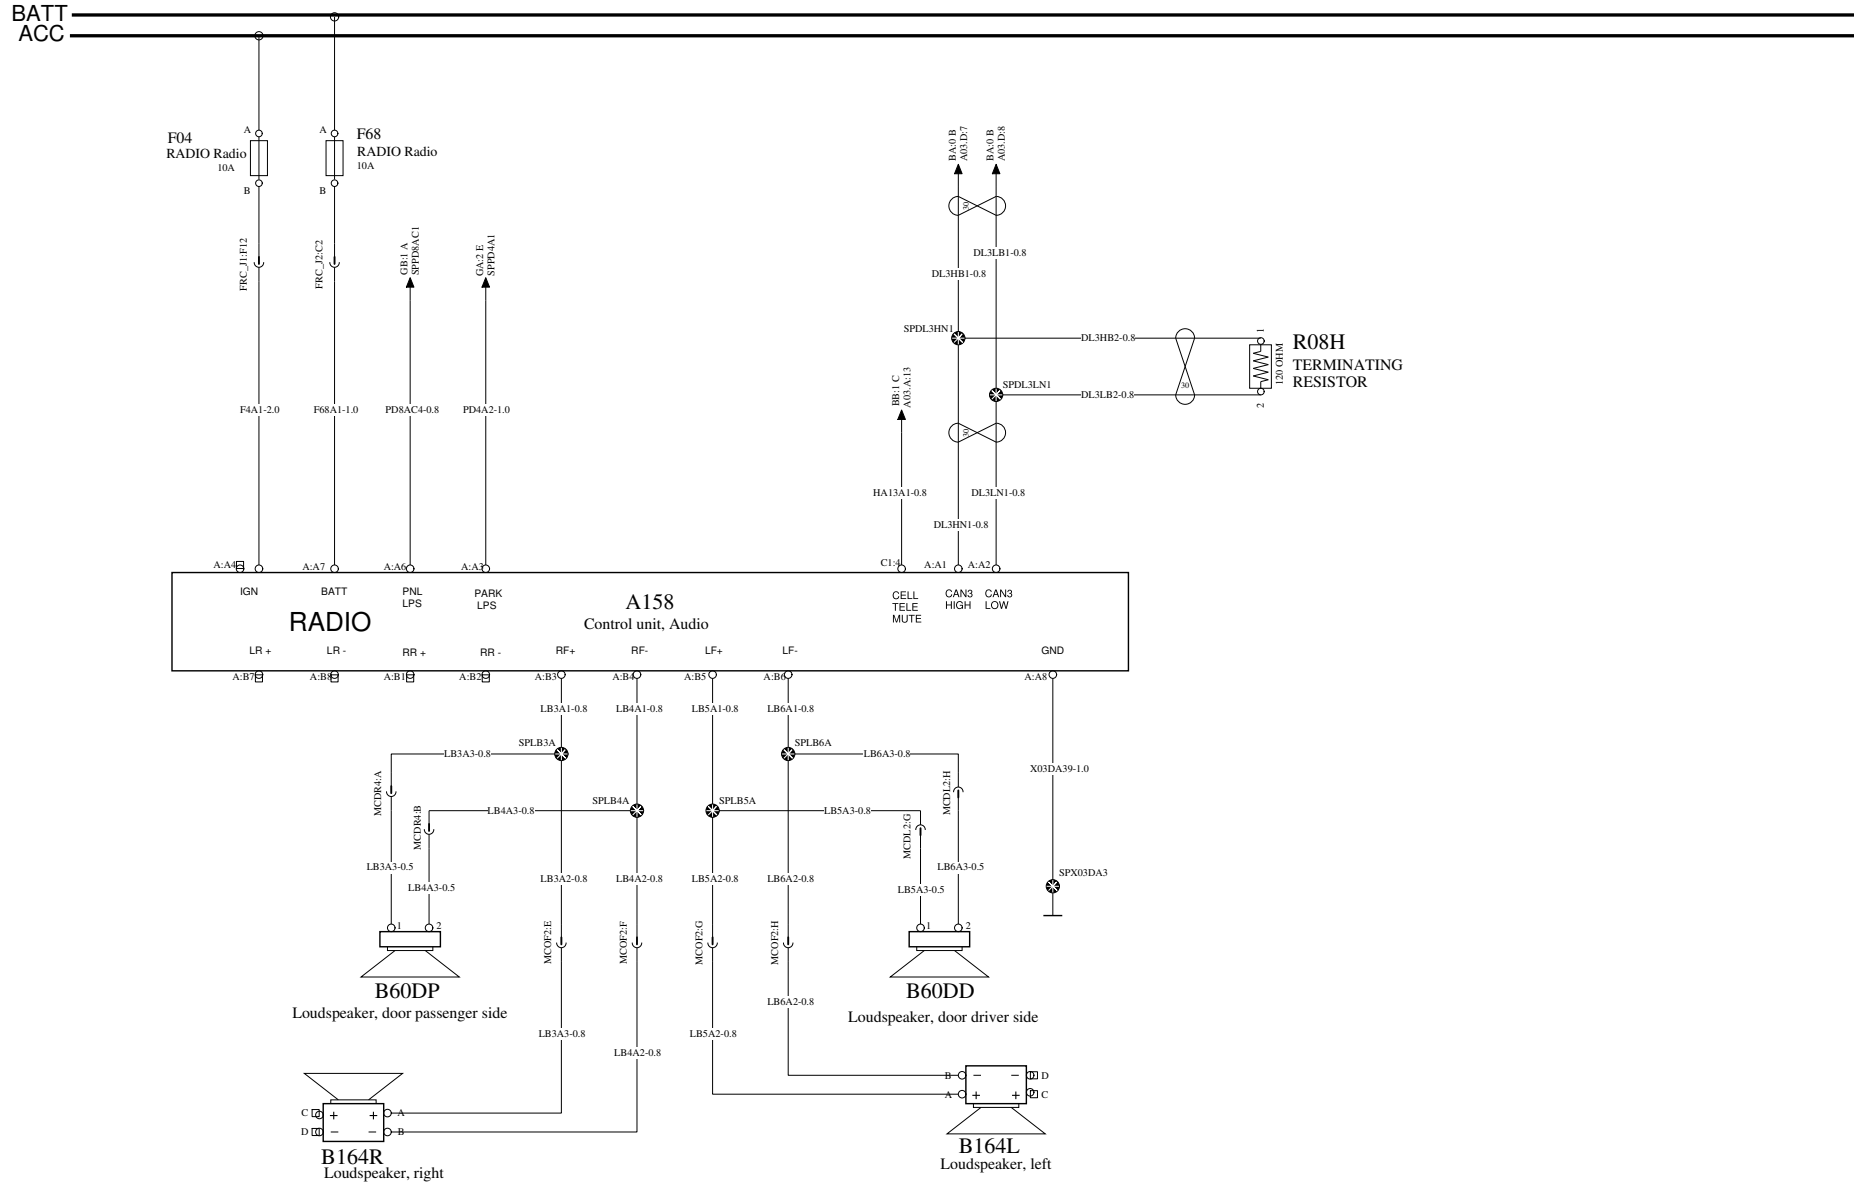 BATT
ACC
F04
RADIO Radio
10A
A
B
F68
RADIO Radio
10A
A
B
FRC_J1:F12
FRC_J2:C2
GB:1 A
SPPD8AC1
GA:2 E
SPPD4A1
BA:0 B
A03.D:7
BA:0 B
A03.D:8
30
DL3LB1-0.8
DL3HB1-0.8
SPDL3HN1
DL3HB2-0.8
SPDL3LN1
DL3LB2-0.8
30
1
120 OHM
2
R08H
TERMINATING
RESISTOR
BB:1 C
A03.A:13
30
F4A1-2.0
F68A1-1.0
PD8AC4-0.8
PD4A2-1.0
HA13A1-0.8
DL3LN1-0.8
DL3HN1-0.8
A:A4
A:A7
A:A6
A:A3
C1:4
A:A1
A:A2
IGN
BATT
PNL
LPS
PARK
LPS
CELL
TELE
MUTE
CAN3
HIGH
CAN3
LOW
RADIO
A158
Control unit, Audio
LR +
LR -
RR +
RR -
RF+
RF-
LF+
LF-
GND
A:B7
A:B8
A:B1
A:B2
A:B3
A:B4
A:B5
A:B6
A:A8
LB3A1-0.8
LB4A1-0.8
LB5A1-0.8
LB6A1-0.8
SPLB3A
SPLB6A
LB3A3-0.8
LB6A3-0.8
X03DA39-1.0
MCDR4:A
MCDL2:H
SPLB4A
SPLB5A
LB4A3-0.8
LB5A3-0.8
MCDR4:B
MCDL2:G
LB3A3-0.5
LB4A3-0.5
LB3A2-0.8
LB4A2-0.8
LB5A2-0.8
LB6A2-0.8
LB6A3-0.5
LB5A3-0.5
SPX03DA3
1
2
1
2
MCOF2:E
MCOF2:F
MCOF2:G
MCOF2:H
B60DP
Loudspeaker, door passenger side
B60DD
Loudspeaker, door driver side
LB6A2-0.8
LB3A3-0.8
LB4A2-0.8
LB5A2-0.8
C
+
+
A
D
−
−
B
B164R
Loudspeaker, right
B
−
−
D
A
+
+
C
B164L
Loudspeaker, left